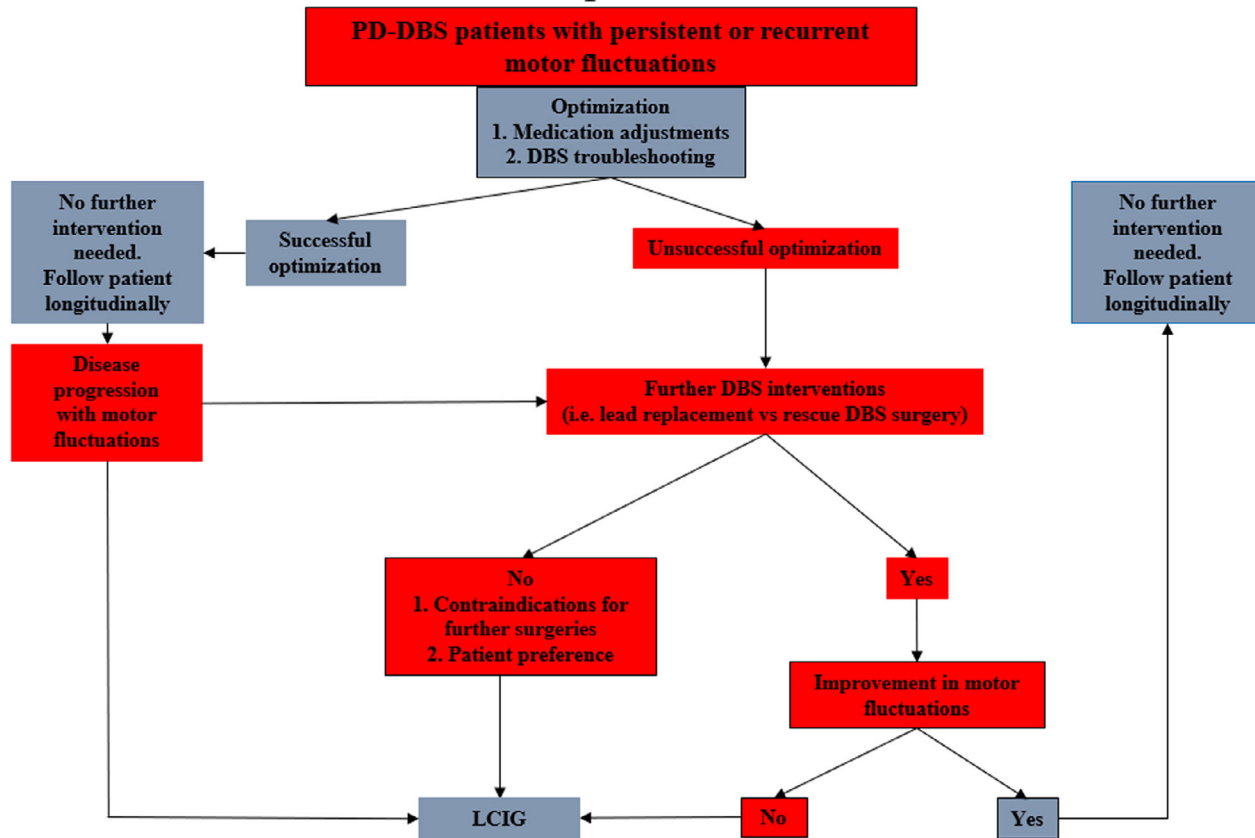 PD-DBS patients with persistent or recurrent
motor fluctuations
Optimization
1. Medication adjustments
2. DBS troubleshooting
No further
intervention
needed.
Follow patient
longitudinally
Successful
optimization
Unsuccessful optimization
No further
intervention
needed.
Follow patient
longitudinally
Disease
progression
with motor
fluctuations
Further DBS interventions
(i.e. lead replacement vs rescue DBS surgery)
No
1. Contraindications for
further surgeries
2. Patient preference
Yes
Improvement in motor
fluctuations
LCIG
No
Yes